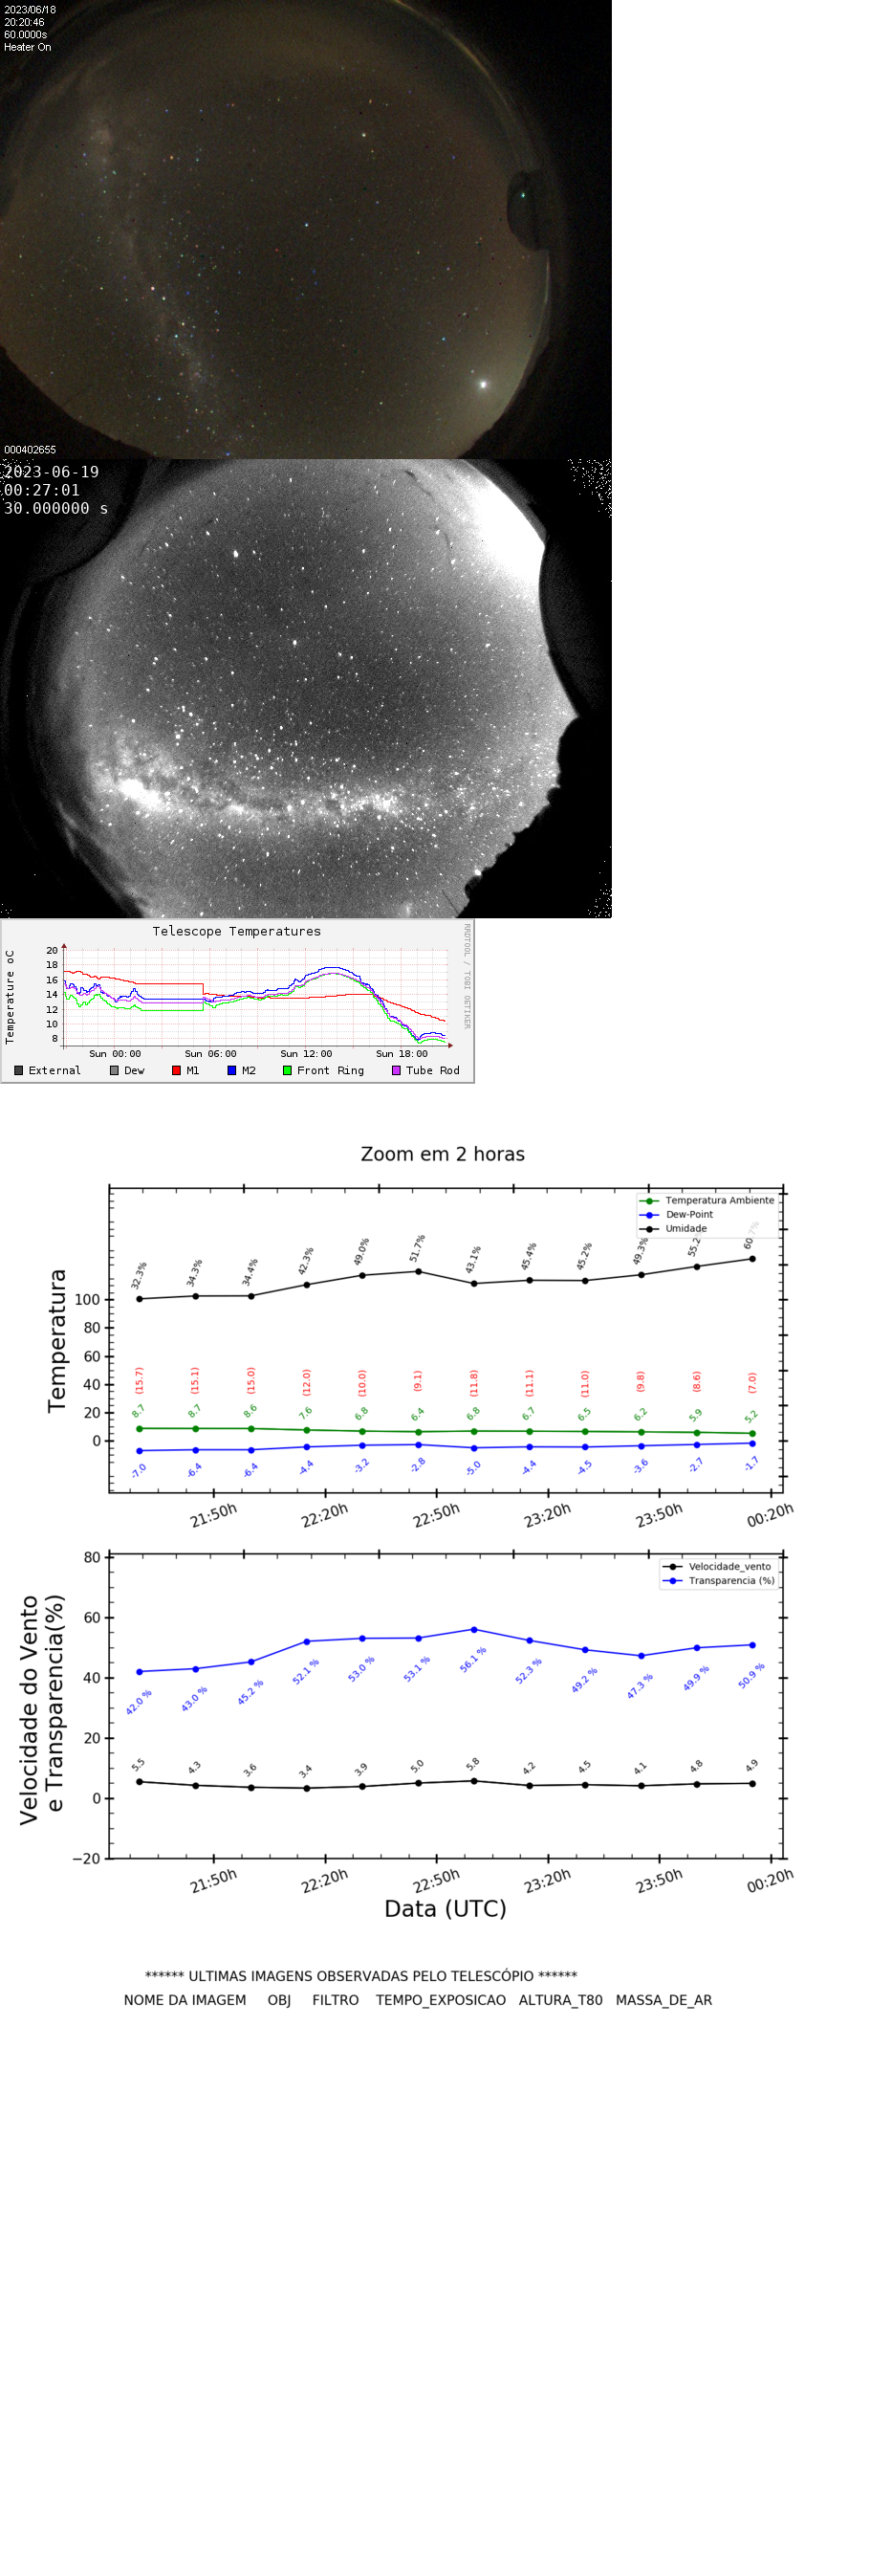 2023/06/18
20:20:46
60.0000s
Heater On
000402655
2023-06-19
00:27:01
30.000000 s
Telescope Temperatures
RRDTOOL / TOBI OETIKER
Temperature oC
20
18
16
14
12
10
8
Sun 00:00 Sun 06:00 Sun 12:00 Sun 18:00
External Dew M1 M2 Front Ring Tube Rod
Zoom em 2 horas
Temperatura Ambiente
Dew-Point
Umidade
Temperatura
100
80
60
40
20
0
32.3% 34.3% 34.4% 42.3% 49.0% 51.7% 43.1% 45.4% 45.2% 49.3% 55.2% 60.7%
(15.7) (15.1) (15.0) (12.0) (10.0) (9.1) (11.8) (11.1) (11.0) (9.8) (8.6) (7.0)
8.7 8.7 8.6 7.6 6.8 6.4 6.8 6.7 6.5 6.2 5.9 5.2
-7.0 -6.4 -6.4 -4.4 -3.2 -2.8 -5.0 -4.4 -4.5 -3.6 -2.7 -1.7
21:50h 22:20h 22:50h 23:20h 23:50h 00:20h
Velocidade_vento
Transparencia (%)
Velocidade do Vento
e Transparencia(%)
80
60
40
20
0
−20
42.0 % 43.0 % 45.2 % 52.1 % 53.0 % 53.1 % 56.1 % 52.3 % 49.2 % 47.3 % 49.9 % 50.9 %
5.5 4.3 3.6 3.4 3.9 5.0 5.8 4.2 4.5 4.1 4.8 4.9
21:50h 22:20h 22:50h 23:20h 23:50h 00:20h
Data (UTC)
****** ULTIMAS IMAGENS OBSERVADAS PELO TELESCÓPIO ******
NOME DA IMAGEM OBJ FILTRO TEMPO_EXPOSICAO ALTURA_T80 MASSA_DE_AR